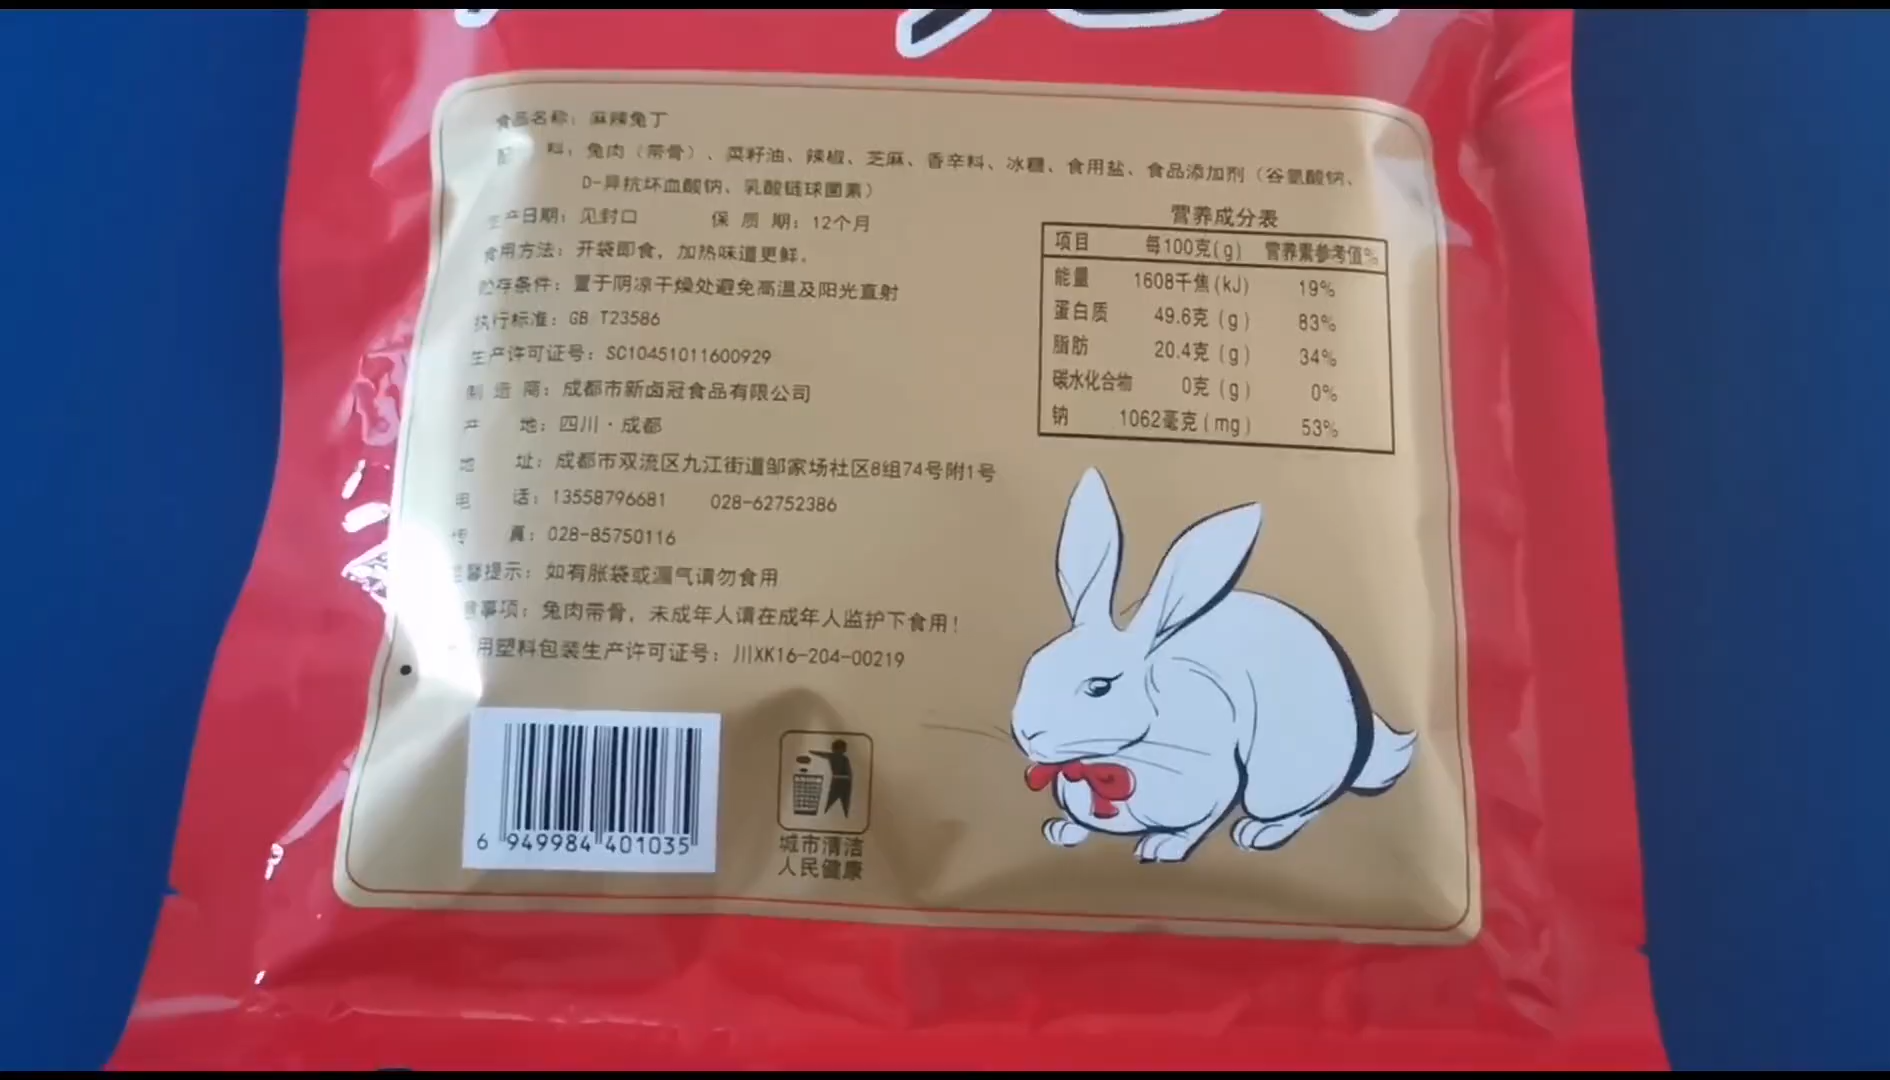 食品名称：麻辣兔丁
配 料：兔肉（带骨）、菜籽油、辣椒、芝麻、香辛料、冰糖、食用盐、食品添加剂（谷氨酸钠、
D-异抗坏血酸钠、乳酸链球菌素）
生产日期：见封口 保 质 期：12个月
食用方法：开袋即食，加热味道更鲜。
贮存条件：置于阴凉干燥处避免高温及阳光直射
执行标准：GB T23586
生产许可证号：SC10451011600929
制 造 商：成都市新卤冠食品有限公司
产 地：四川·成都
地 址：成都市双流区九江街道邹家场社区8组74号附1号
电 话：13558796681 028-62752386
传 真：028-85750116
温馨提示：如有胀袋或漏气请勿食用
意事项：兔肉带骨，未成年人请在成年人监护下食用！
用塑料包装生产许可证号：川XK16-204-00219
营养成分表
项目 每100克(g) 营养素参考值%
能量 1608千焦(kJ) 19%
蛋白质 49.6克(g) 83%
脂肪 20.4克(g) 34%
碳水化合物 0克(g) 0%
钠 1062毫克(mg) 53%
6 949984 401035
城市清洁
人民健康